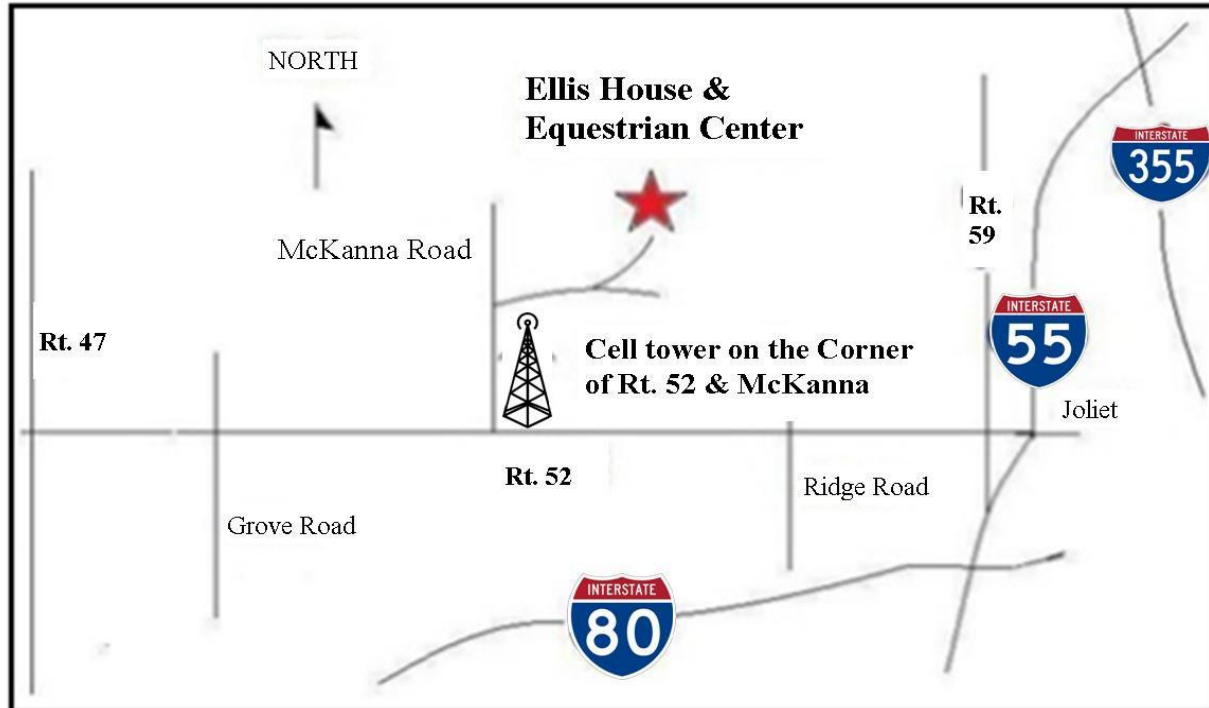 NORTH
Ellis House &
Equestrian Center
INTERSTATE
355
Rt.
59
McKanna Road
INTERSTATE
55
Rt. 47
Cell tower on the Corner
of Rt. 52 & McKanna
Joliet
Rt. 52
Ridge Road
Grove Road
INTERSTATE
80